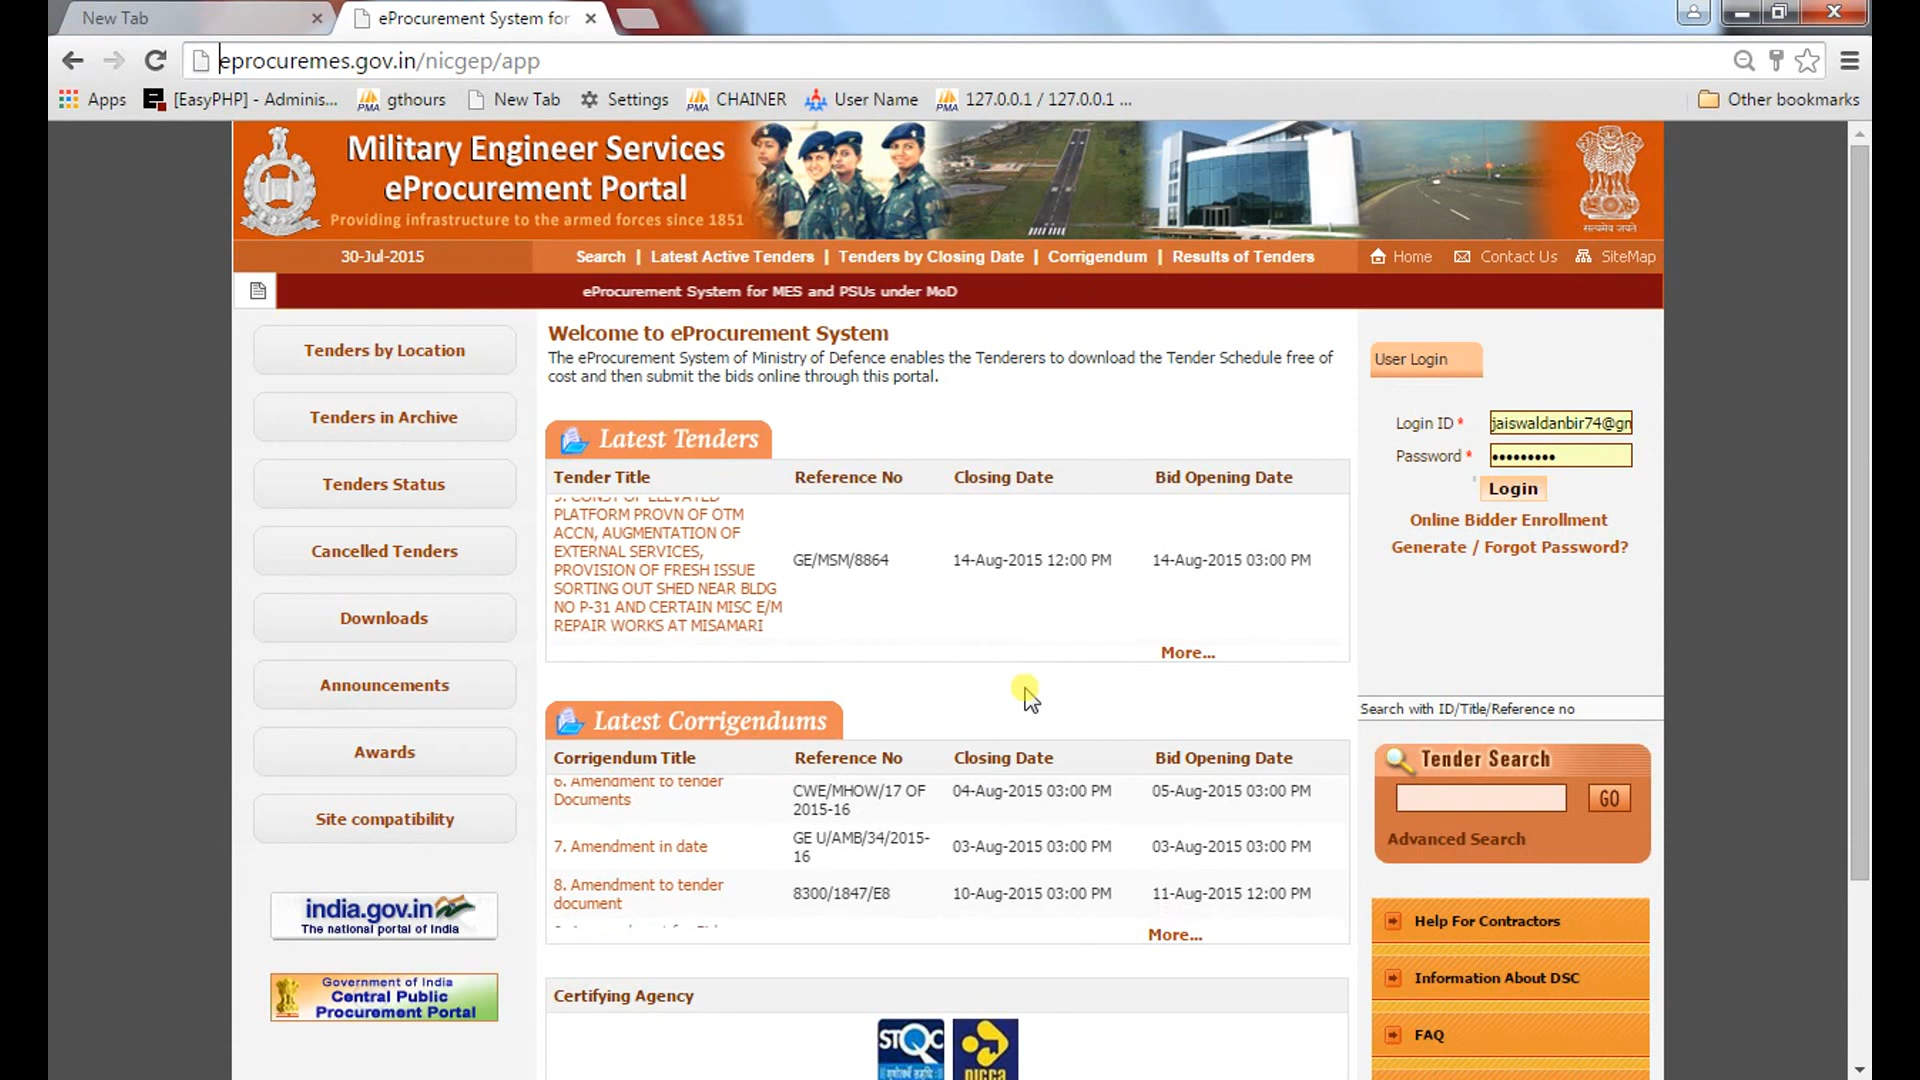 New Tab
eProcurement System for
eprocuremes.gov.in/nicgep/app
Apps
[EasyPHP] - Adminis...
gthours
New Tab
Settings
CHAINER
User Name
127.0.0.1 / 127.0.0.1 ...
Other bookmarks
Military Engineer Services
eProcurement Portal
Providing infrastructure to the armed forces since 1851
सत्यमेव जयते
30-Jul-2015
Search | Latest Active Tenders | Tenders by Closing Date | Corrigendum | Results of Tenders
Home
Contact Us
SiteMap
eProcurement System for MES and PSUs under MoD
Tenders by Location
Tenders in Archive
Tenders Status
Cancelled Tenders
Downloads
Announcements
Awards
Site compatibility
india.gov.in
The national portal of India
Government of India
Central Public
Procurement Portal
Welcome to eProcurement System
The eProcurement System of Ministry of Defence enables the Tenderers to download the Tender Schedule free of
cost and then submit the bids online through this portal.
Latest Tenders
Tender Title Reference No Closing Date Bid Opening Date
CONST OF ELEVATED
PLATFORM PROVN OF OTM
ACCN, AUGMENTATION OF
EXTERNAL SERVICES,
PROVISION OF FRESH ISSUE
SORTING OUT SHED NEAR BLDG
NO P-31 AND CERTAIN MISC E/M
REPAIR WORKS AT MISAMARI
GE/MSM/8864
14-Aug-2015 12:00 PM
14-Aug-2015 03:00 PM
More...
Latest Corrigendums
Corrigendum Title Reference No Closing Date Bid Opening Date
6. Amendment to tender
Documents
CWE/MHOW/17 OF
2015-16
04-Aug-2015 03:00 PM
05-Aug-2015 03:00 PM
7. Amendment in date
GE U/AMB/34/2015-
16
03-Aug-2015 03:00 PM
03-Aug-2015 03:00 PM
8. Amendment to tender
document
8300/1847/E8
10-Aug-2015 03:00 PM
11-Aug-2015 12:00 PM
More...
Certifying Agency
STQC
nicca
User Login
Login ID *
jaiswaldanbir74@gm
Password *
Login
Online Bidder Enrollment
Generate / Forgot Password?
Search with ID/Title/Reference no
Tender Search
GO
Advanced Search
Help For Contractors
Information About DSC
FAQ